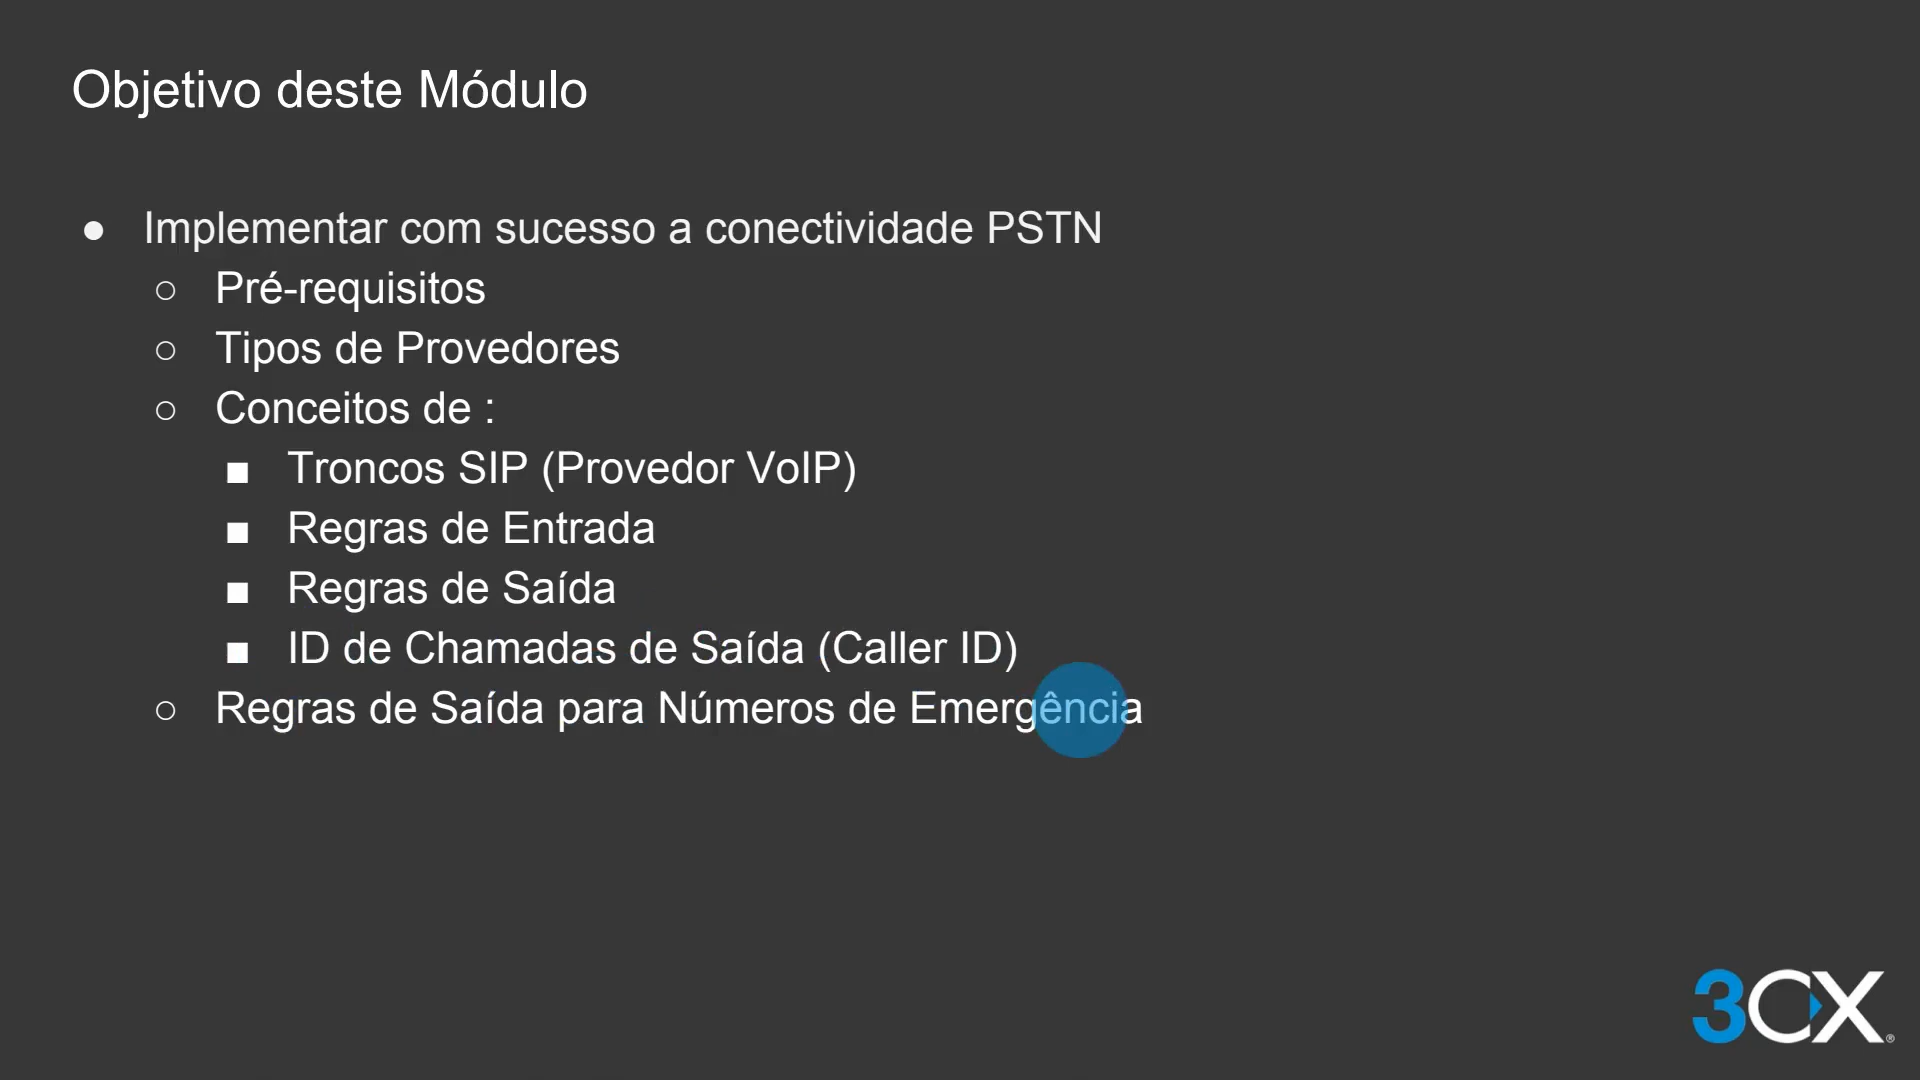 Objetivo deste Módulo
● Implementar com sucesso a conectividade PSTN
○ Pré-requisitos
○ Tipos de Provedores
○ Conceitos de :
■ Troncos SIP (Provedor VoIP)
■ Regras de Entrada
■ Regras de Saída
■ ID de Chamadas de Saída (Caller ID)
○ Regras de Saída para Números de Emergência
3CX®